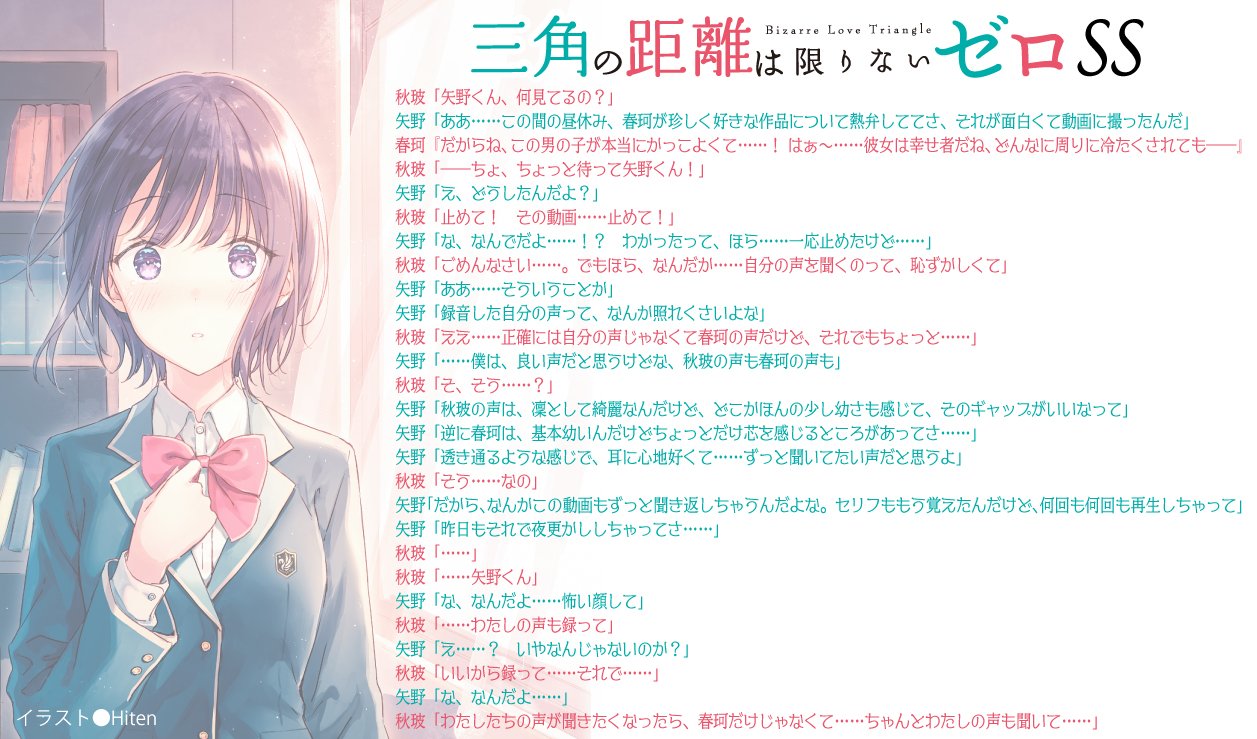 Bizarre Love Triangle
三角の距離は限りないゼロSS
秋玻「矢野くん、何見てるの？」
矢野「ああ……この間の昼休み、春珂が珍しく好きな作品について熱弁しててさ、それが面白くて動画に撮ったんだ」
春珂『だからね、この男の子が本当にかっこよくて……！ はぁ～……彼女は幸せ者だね、どんなに周りに冷たくされても――』
秋玻「――ちょ、ちょっと待って矢野くん！」
矢野「え、どうしたんだよ？」
秋玻「止めて！　その動画……止めて！」
矢野「な、なんでだよ……！？　わかったって、ほら……一応止めたけど……」
秋玻「ごめんなさい……。でもほら、なんだか……自分の声を聞くのって、恥ずかしくて」
矢野「ああ……そういうことか」
矢野「録音した自分の声って、なんか照れくさいよな」
秋玻「ええ……正確には自分の声じゃなくて春珂の声だけど、それでもちょっと……」
矢野「……僕は、良い声だと思うけどな、秋玻の声も春珂の声も」
秋玻「そ、そう……？」
矢野「秋玻の声は、凜として綺麗なんだけど、どこかほんの少し幼さも感じて、そのギャップがいいなって」
矢野「逆に春珂は、基本幼いんだけどちょっとだけ芯を感じるところがあってさ……」
矢野「透き通るような感じで、耳に心地好くて……ずっと聞いてたい声だと思うよ」
秋玻「そう……なの」
矢野「だから、なんかこの動画もずっと聞き返しちゃうんだよな。セリフももう覚えたんだけど、何回も何回も再生しちゃって」
矢野「昨日もそれで夜更かししちゃってさ……」
秋玻「……」
秋玻「……矢野くん」
矢野「な、なんだよ……怖い顔して」
秋玻「……わたしの声も録って」
矢野「え……？　いやなんじゃないのか？」
秋玻「いいから録って……それで……」
矢野「な、なんだよ……」
秋玻「わたしたちの声が聞きたくなったら、春珂だけじゃなくて……ちゃんとわたしの声も聞いて……」
イラスト●Hiten